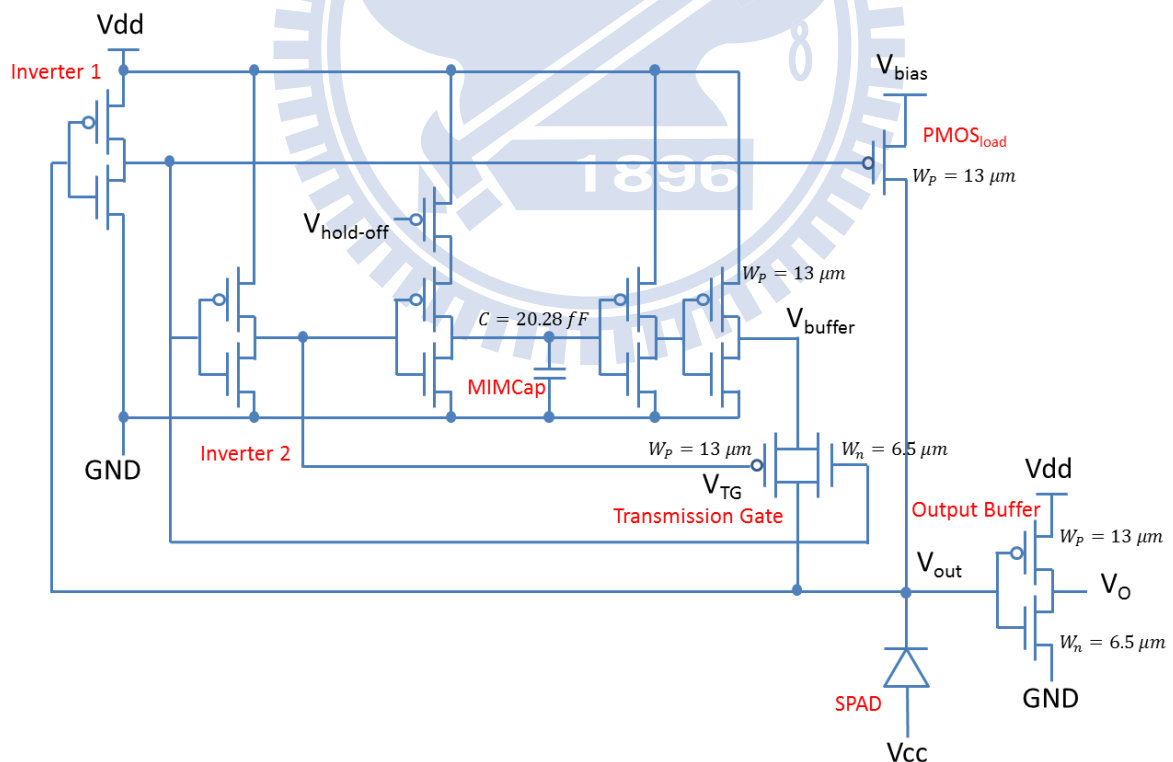 Vdd
Inverter 1
V_bias
PMOS_load
1896
W_P = 13 μm
V_hold-off
W_P = 13 μm
C = 20.28 fF
V_buffer
MIMCap
GND
Inverter 2
W_P = 13 μm
W_n = 6.5 μm
V_TG
Transmission Gate
Vdd
Output Buffer
W_P = 13 μm
V_out
V_O
W_n = 6.5 μm
SPAD
GND
Vcc